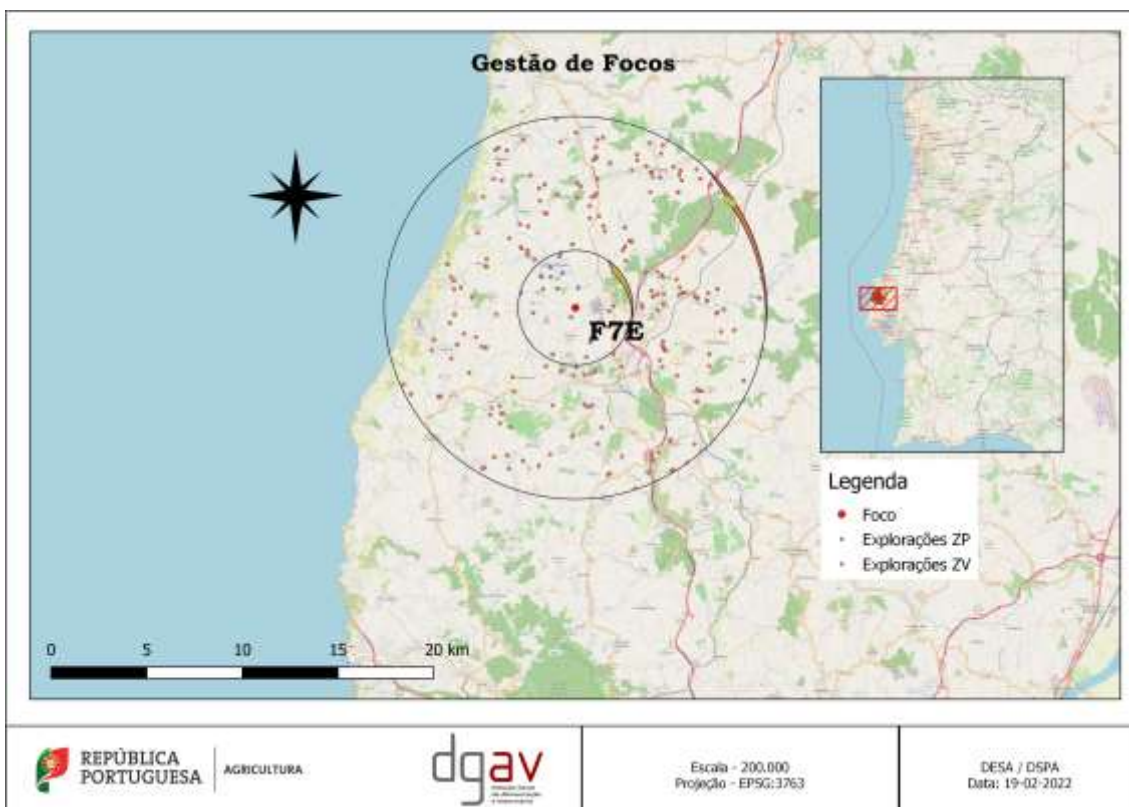 Gestão de Focos
F7E
Legenda
Foco
Explorações ZP
Explorações ZV
0 5 10 15 20 km
REPÚBLICA
PORTUGUESA
AGRICULTURA
dgav
Escala - 200.000
Projeção - EPSG:3763
DESA / DSPA
Data: 19-02-2022